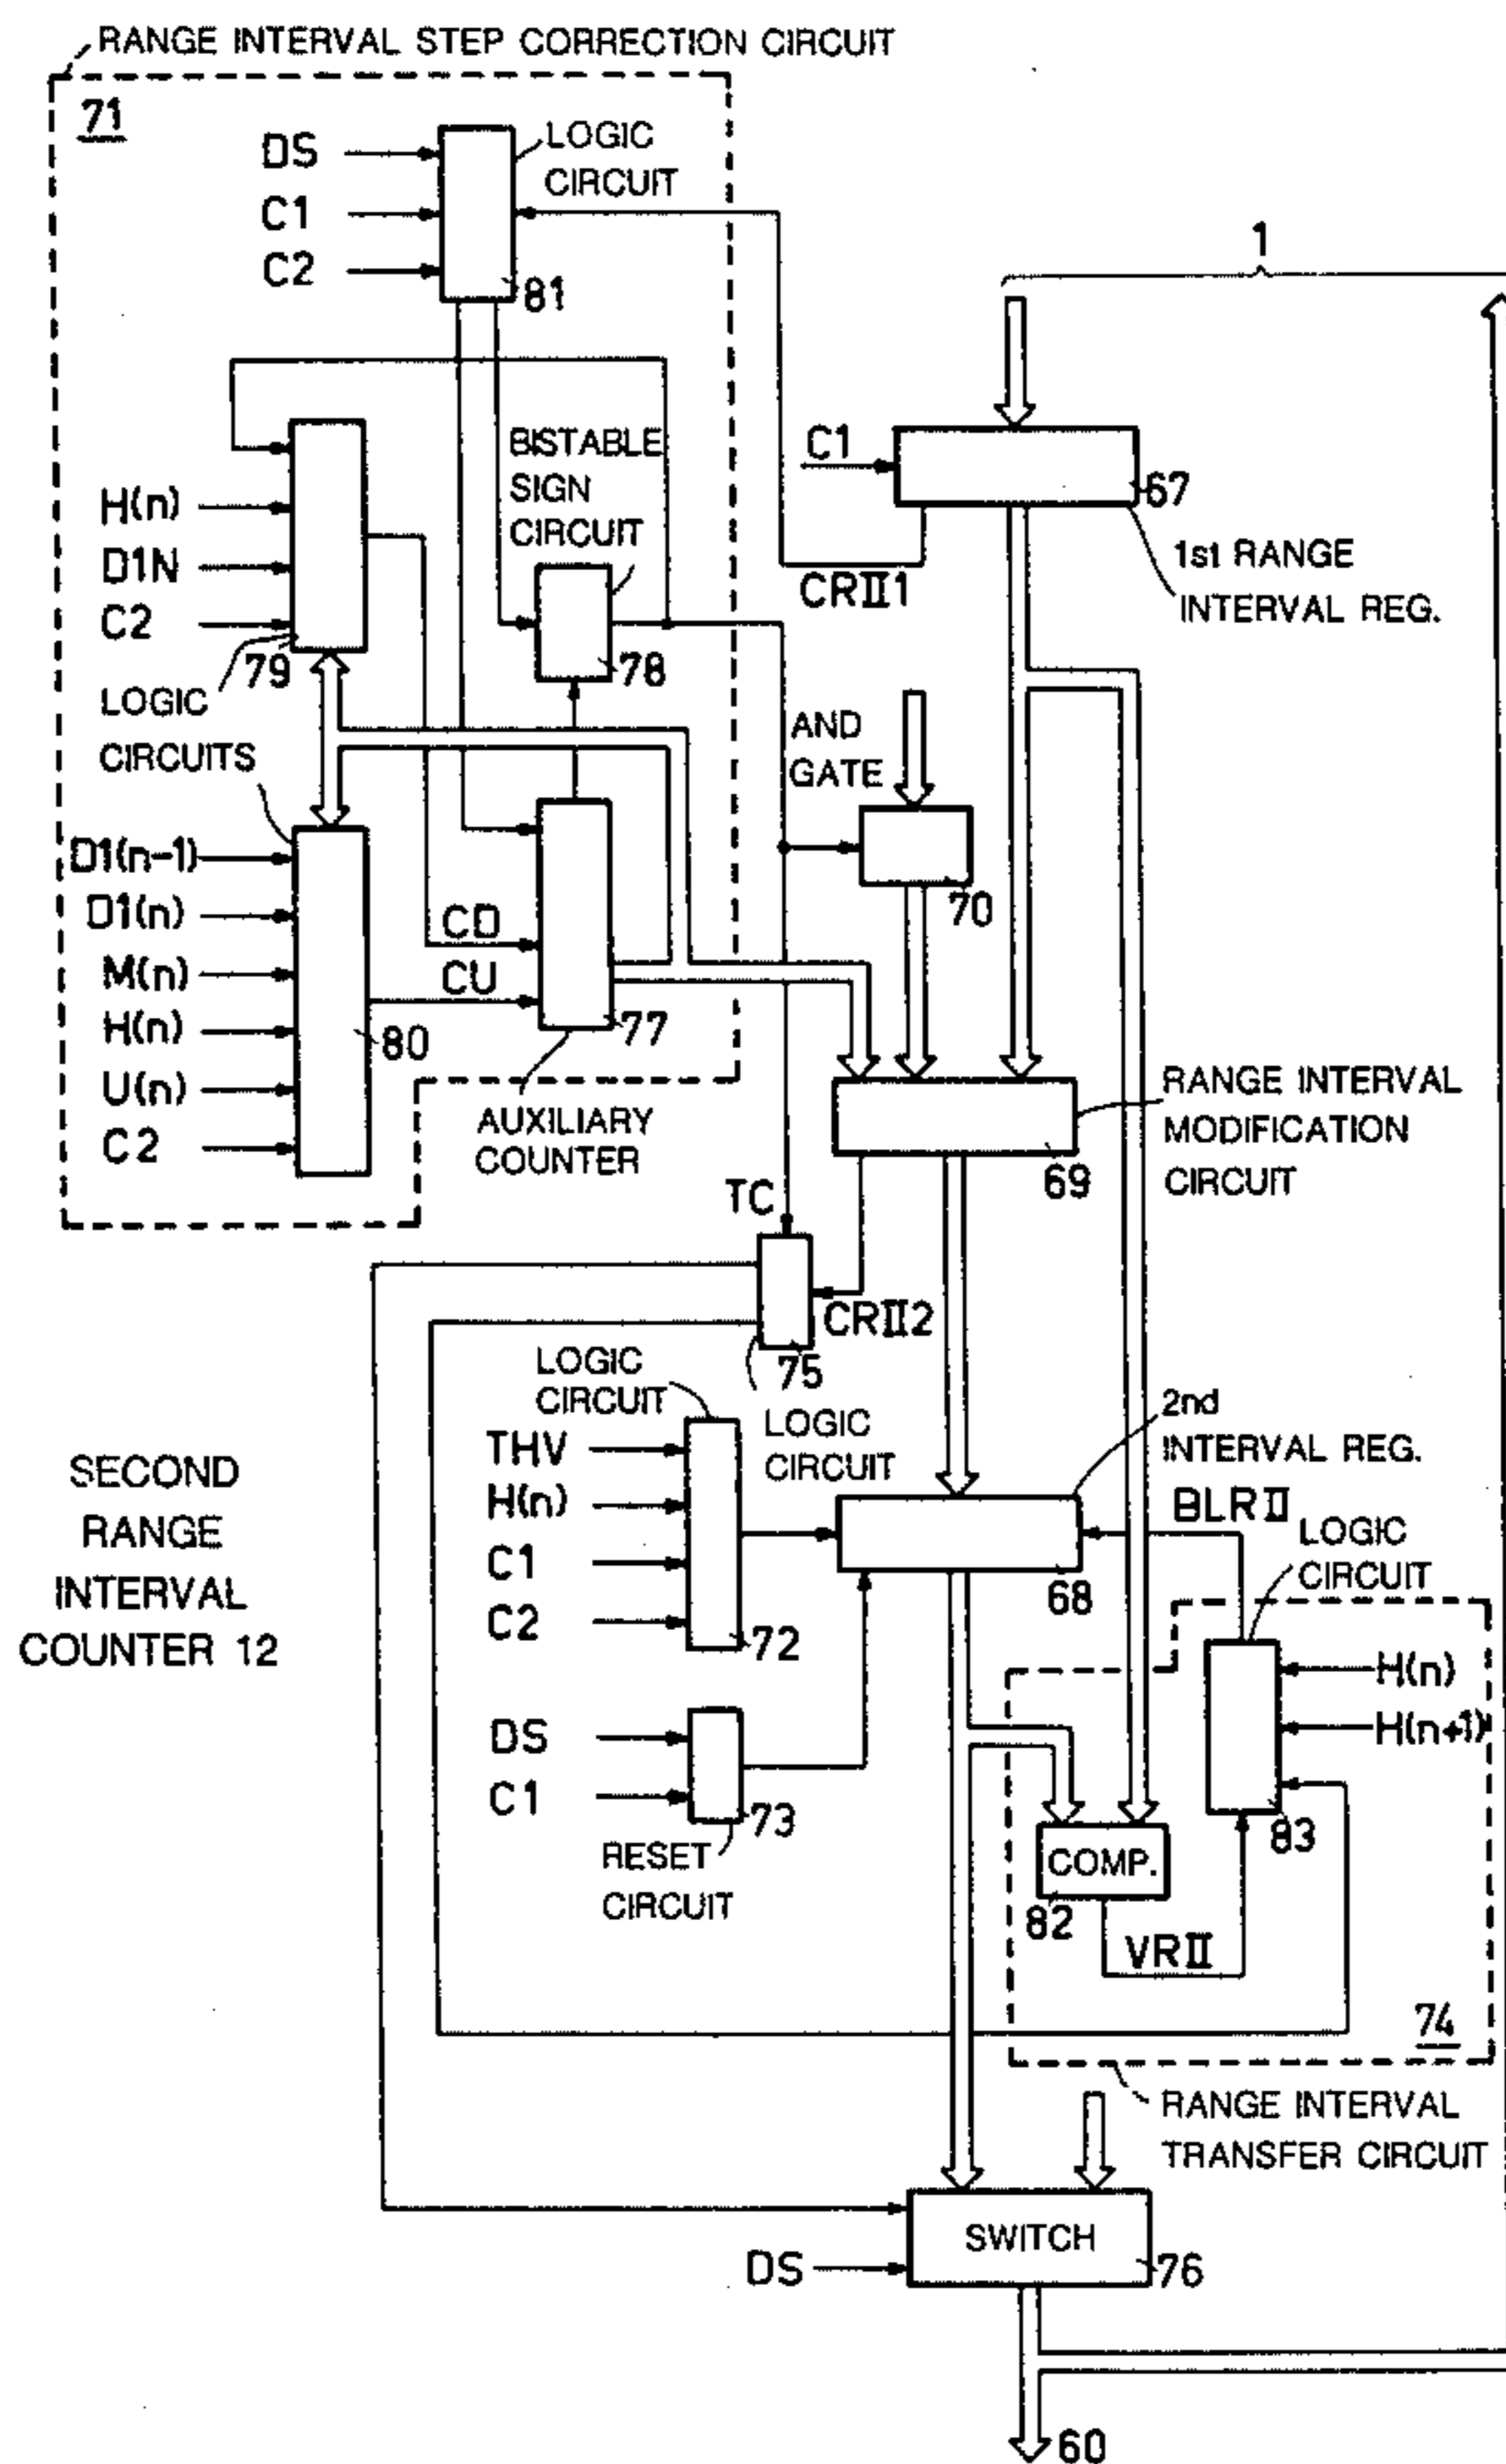 RANGE INTERVAL STEP CORRECTION CIRCUIT
71
DS
C1
C2
LOGIC
CIRCUIT
81
1
H(n)
D1N
C2
79
LOGIC
CIRCUITS
BISTABLE
SIGN
CIRCUIT
78
C1
67
CRII1
1st RANGE
INTERVAL REG.
AND
GATE
70
D1(n-1)
D1(n)
M(n)
H(n)
U(n)
C2
80
CD
CU
77
AUXILIARY
COUNTER
RANGE INTERVAL
MODIFICATION
CIRCUIT
69
TC
CRII2
75
LOGIC
CIRCUIT
LOGIC
CIRCUIT
THV
H(n)
C1
C2
72
2nd
INTERVAL REG.
68
BLRII
LOGIC
CIRCUIT
SECOND
RANGE
INTERVAL
COUNTER 12
DS
C1
73
RESET
CIRCUIT
H(n)
H(n+1)
83
COMP.
82
VRII
74
RANGE INTERVAL
TRANSFER CIRCUIT
SWITCH
DS
76
60